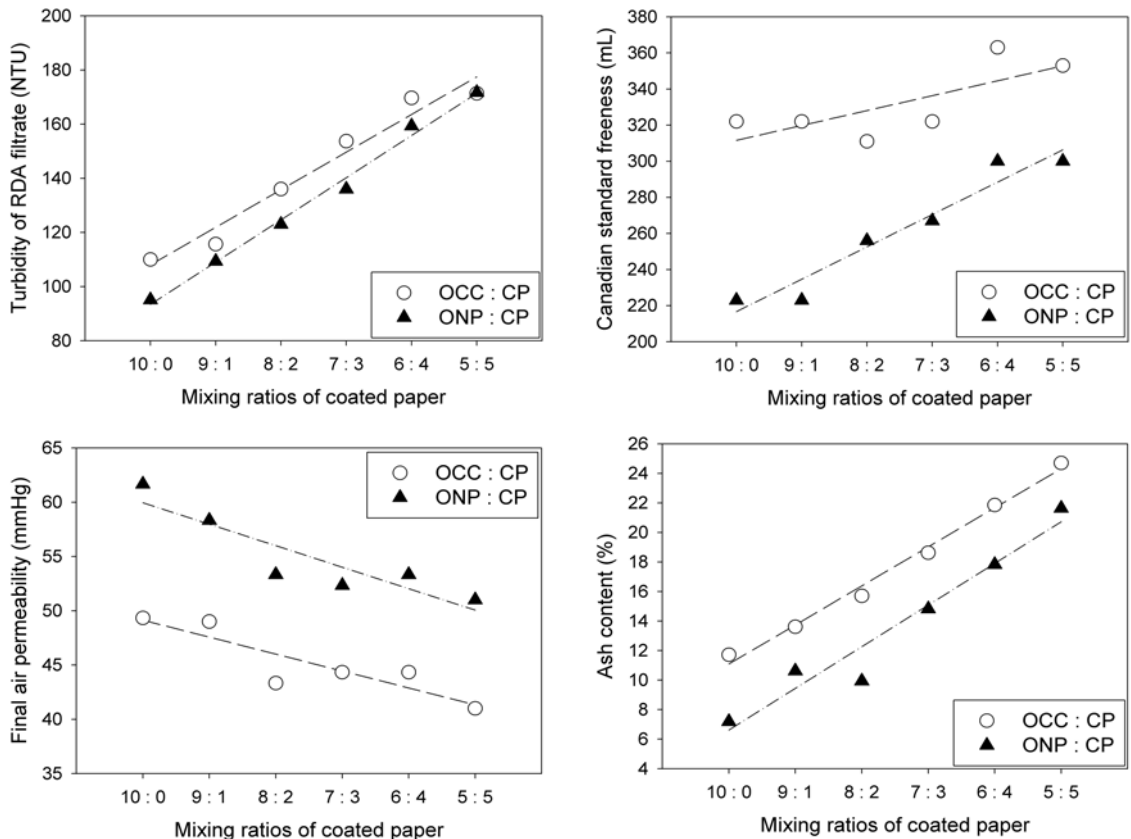 Turbidity of RDA filtrate (NTU)
200
180
160
140
120
100
80
OCC : CP
ONP : CP
10 : 0 9 : 1 8 : 2 7 : 3 6 : 4 5 : 5
Mixing ratios of coated paper
Canadian standard freeness (mL)
380
360
340
320
300
280
260
240
220
200
OCC : CP
ONP : CP
10 : 0 9 : 1 8 : 2 7 : 3 6 : 4 5 : 5
Mixing ratios of coated paper
Final air permeability (mmHg)
65
60
55
50
45
40
35
OCC : CP
ONP : CP
10 : 0 9 : 1 8 : 2 7 : 3 6 : 4 5 : 5
Mixing ratios of coated paper
Ash content (%)
26
24
22
20
18
16
14
12
10
8
6
4
OCC : CP
ONP : CP
10 : 0 9 : 1 8 : 2 7 : 3 6 : 4 5 : 5
Mixing ratios of coated paper